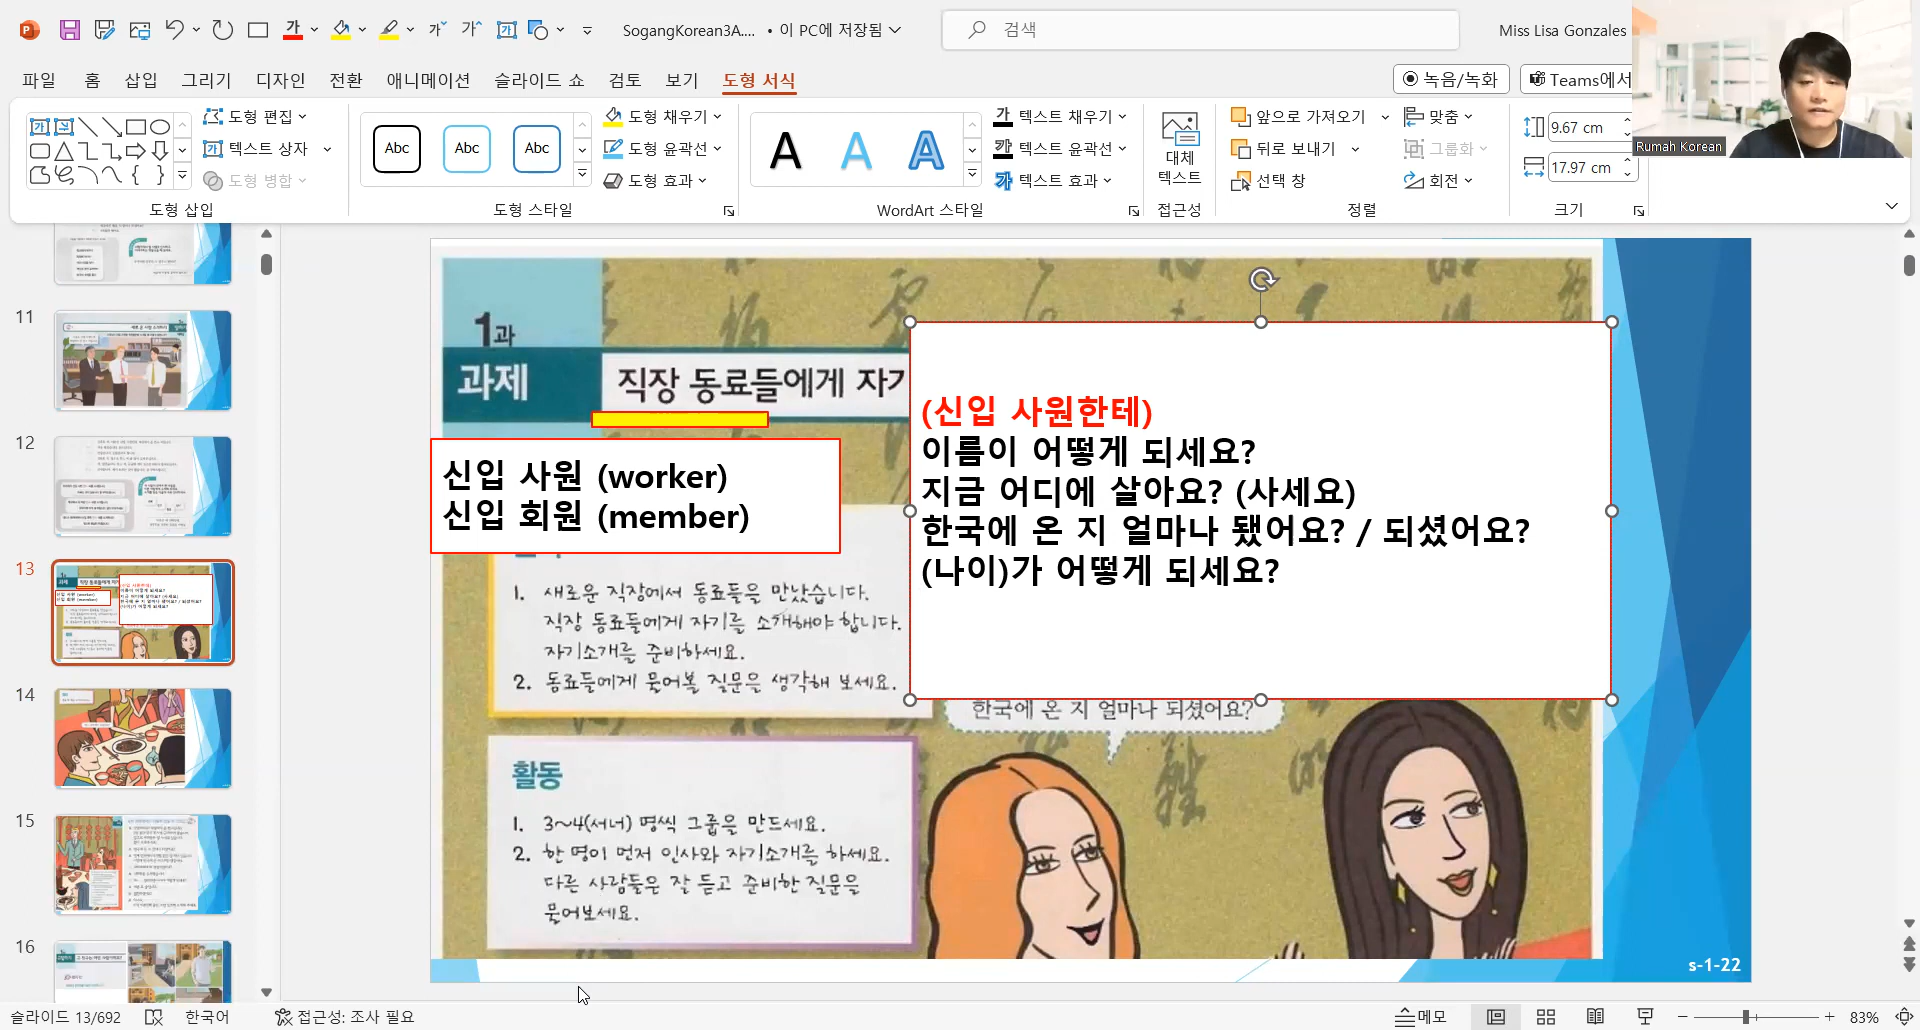 SogangKorean3A.... • 이 PC에 저장됨
검색
Miss Lisa Gonzales
파일 홈 삽입 그리기 디자인 전환 애니메이션 슬라이드 쇼 검토 보기 도형 서식
녹음/녹화
Teams에서
도형 편집
텍스트 상자
도형 병합
도형 삽입
Abc Abc Abc
도형 채우기
도형 윤곽선
도형 효과
도형 스타일
A A A
텍스트 채우기
텍스트 윤곽선
텍스트 효과
WordArt 스타일
대체
텍스트
접근성
앞으로 가져오기
뒤로 보내기
선택 창
맞춤
그룹화
회전
정렬
9.67 cm
17.97 cm
크기
Rumah Korean
11
12
13
14
15
16
1과
과제
직장 동료들에게 자기
신입 사원 (worker)
신입 회원 (member)
(신입 사원한테)
이름이 어떻게 되세요?
지금 어디에 살아요? (사세요)
한국에 온 지 얼마나 됐어요? / 되셨어요?
(나이)가 어떻게 되세요?
1. 새로운 직장에서 동료들을 만났습니다.
직장 동료들에게 자기를 소개해야 합니다.
자기소개를 준비하세요.
2. 동료들에게 물어볼 질문을 생각해 보세요.
한국에 온 지 얼마나 되셨어요?
활동
1. 3~4(서너) 명씩 그룹을 만드세요.
2. 한 명이 먼저 인사와 자기소개를 하세요.
다른 사람들은 잘 듣고 준비한 질문을
물어보세요.
s-1-22
슬라이드 13/692
한국어
접근성: 조사 필요
메모
83%